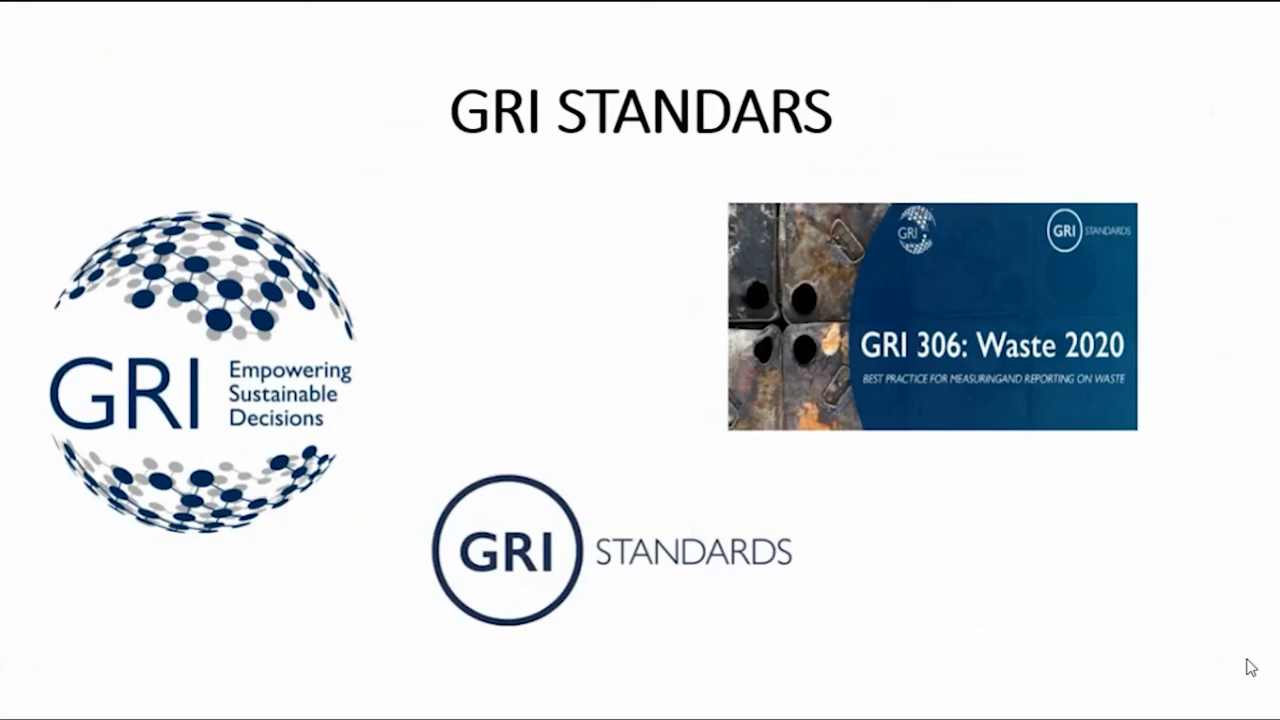 GRI STANDARS
GRI
Empowering
Sustainable
Decisions
GRI
GRI STANDARDS
GRI 306: Waste 2020
BEST PRACTICE FOR MEASURINGAND REPORTING ON WASTE
GRI STANDARDS